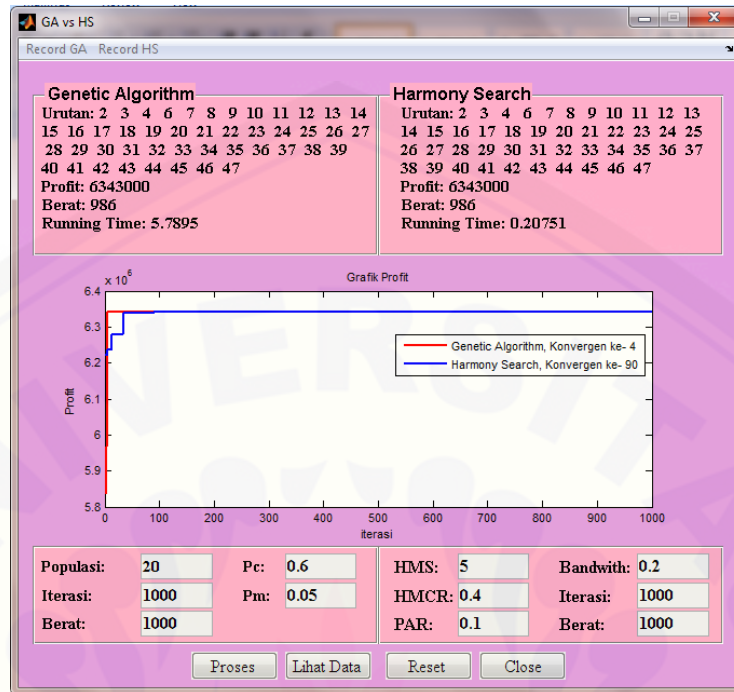 GA vs HS
Record GA Record HS
Genetic Algorithm
Urutan: 2 3 4 6 7 8 9 10 11 12 13 14
15 16 17 18 19 20 21 22 23 24 25 26 27
28 29 30 31 32 33 34 35 36 37 38 39
40 41 42 43 44 45 46 47
Profit: 6343000
Berat: 986
Running Time: 5.7895
Harmony Search
Urutan: 2 3 4 6 7 8 9 10 11 12 13
14 15 16 17 18 19 20 21 22 23 24 25
26 27 28 29 30 31 32 33 34 35 36 37
38 39 40 41 42 43 44 45 46 47
Profit: 6343000
Berat: 986
Running Time: 0.20751
Grafik Profit
x 10^6
6.4
6.3
6.2
6.1
6
5.9
5.8
Profit
Genetic Algorithm, Konvergen ke- 4
Harmony Search, Konvergen ke- 90
0 100 200 300 400 500 600 700 800 900 1000
iterasi
Populasi: 20 Pc: 0.6
Iterasi: 1000 Pm: 0.05
Berat: 1000
HMS: 5 Bandwith: 0.2
HMCR: 0.4 Iterasi: 1000
PAR: 0.1 Berat: 1000
Proses Lihat Data Reset Close